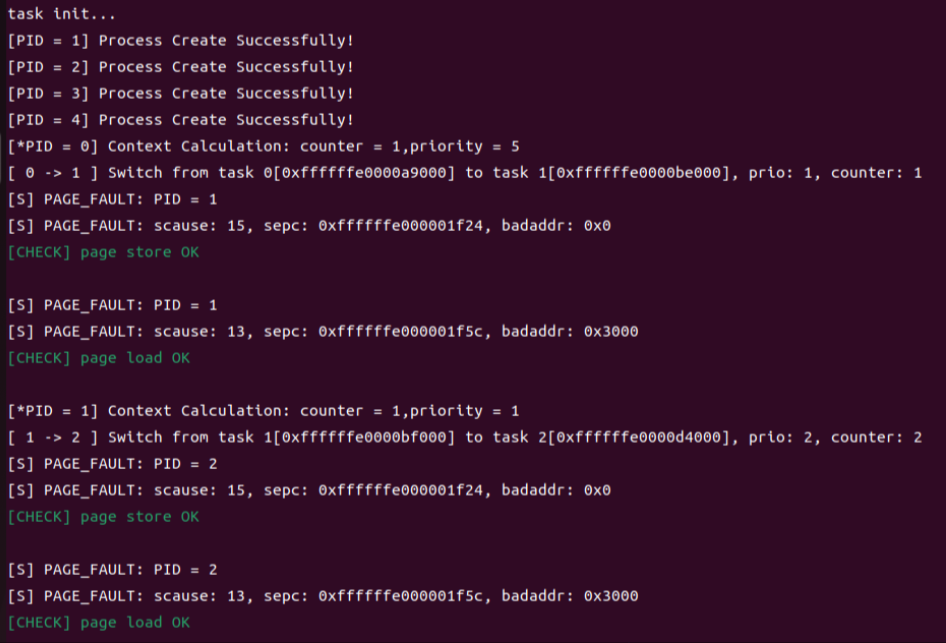 task init...
[PID = 1] Process Create Successfully!
[PID = 2] Process Create Successfully!
[PID = 3] Process Create Successfully!
[PID = 4] Process Create Successfully!
[*PID = 0] Context Calculation: counter = 1,priority = 5
[ 0 -> 1 ] Switch from task 0[0xffffffe0000a9000] to task 1[0xffffffe0000be000], prio: 1, counter: 1
[S] PAGE_FAULT: PID = 1
[S] PAGE_FAULT: scause: 15, sepc: 0xffffffe000001f24, badaddr: 0x0
[CHECK] page store OK
[S] PAGE_FAULT: PID = 1
[S] PAGE_FAULT: scause: 13, sepc: 0xffffffe000001f5c, badaddr: 0x3000
[CHECK] page load OK
[*PID = 1] Context Calculation: counter = 1,priority = 1
[ 1 -> 2 ] Switch from task 1[0xffffffe0000bf000] to task 2[0xffffffe0000d4000], prio: 2, counter: 2
[S] PAGE_FAULT: PID = 2
[S] PAGE_FAULT: scause: 15, sepc: 0xffffffe000001f24, badaddr: 0x0
[CHECK] page store OK
[S] PAGE_FAULT: PID = 2
[S] PAGE_FAULT: scause: 13, sepc: 0xffffffe000001f5c, badaddr: 0x3000
[CHECK] page load OK